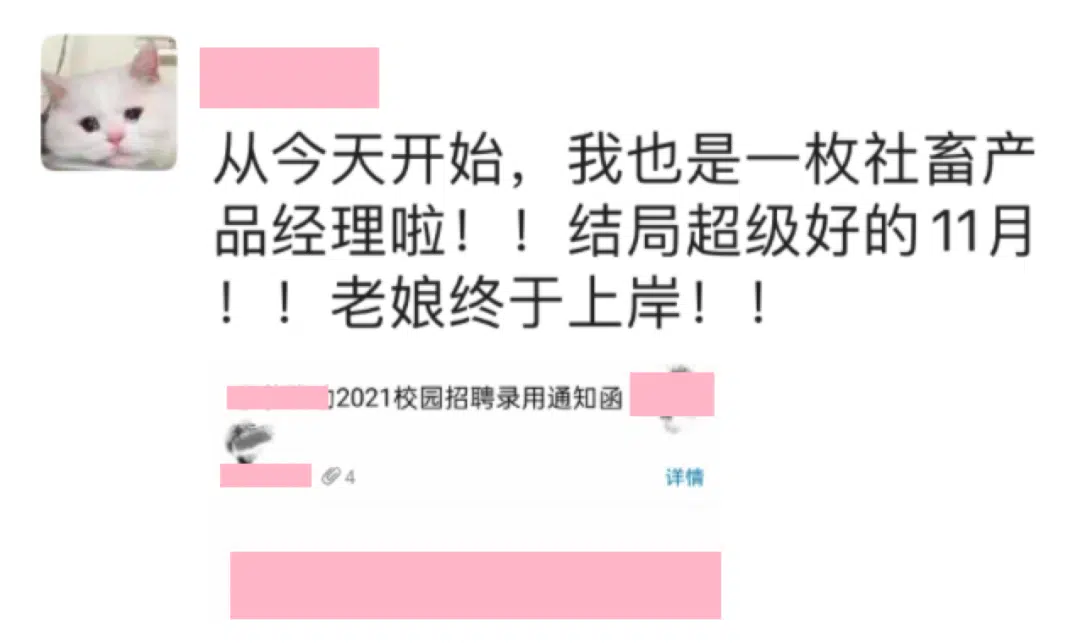 从今天开始，我也是一枚社畜产
品经理啦！！结局超级好的11月
！！老娘终于上岸！！
2021校园招聘录用通知函
4
详情